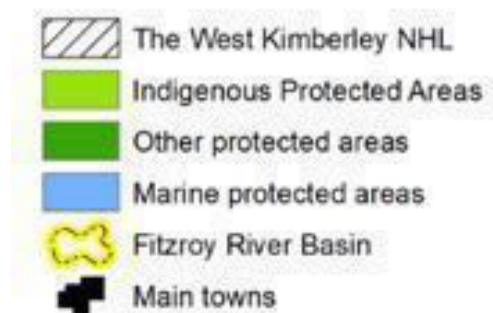 The West Kimberley NHL
Indigenous Protected Areas
Other protected areas
Marine protected areas
Fitzroy River Basin
Main towns